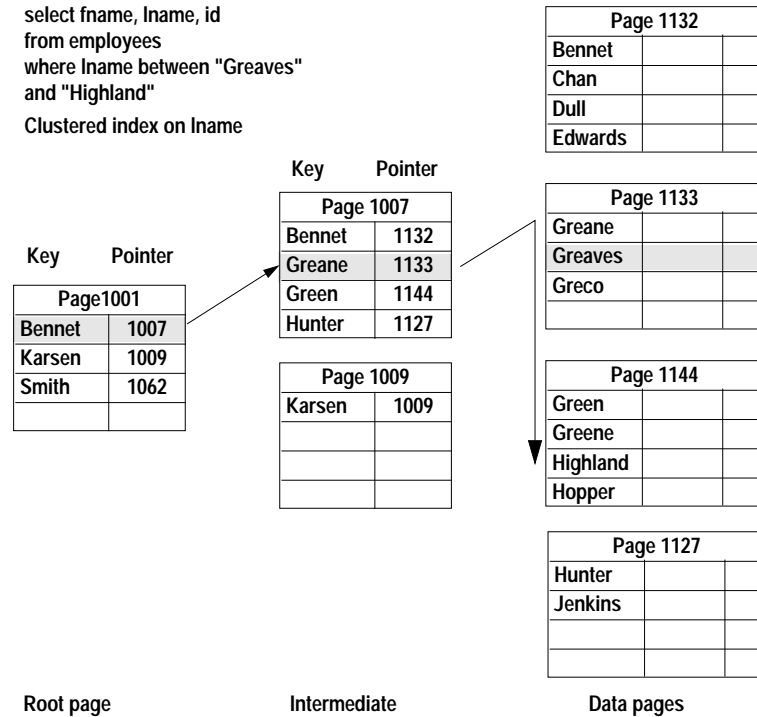 select fname, lname, id
from employees
where lname between "Greaves"
and "Highland"
Clustered index on lname
Key Pointer
Page1001
Bennet 1007
Karsen 1009
Smith 1062
Key Pointer
Page 1007
Bennet 1132
Greane 1133
Green 1144
Hunter 1127
Page 1009
Karsen 1009
Page 1132
Bennet
Chan
Dull
Edwards
Page 1133
Greane
Greaves
Greco
Page 1144
Green
Greene
Highland
Hopper
Page 1127
Hunter
Jenkins
Root page
Intermediate
Data pages